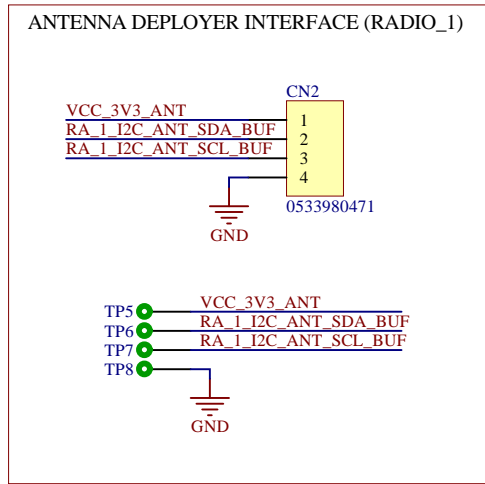 ANTENNA DEPLOYER INTERFACE (RADIO_1)
CN2
VCC_3V3_ANT 1
RA_1_I2C_ANT_SDA_BUF 2
RA_1_I2C_ANT_SCL_BUF 3
4
0533980471
GND
TP5 VCC_3V3_ANT
TP6 RA_1_I2C_ANT_SDA_BUF
TP7 RA_1_I2C_ANT_SCL_BUF
TP8
GND